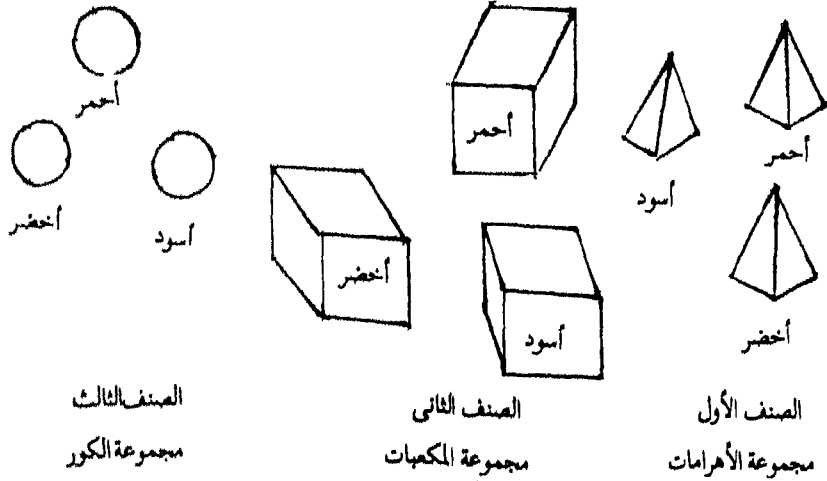 أحمر
أسود
أخضر
الصنف الأول
مجموعة الأهرامات
أحمر
أخضر
أسود
الصنف الثانى
مجموعة المكعبات
أحمر
أخضر
أسود
الصنف الثالث
مجموعة الكور